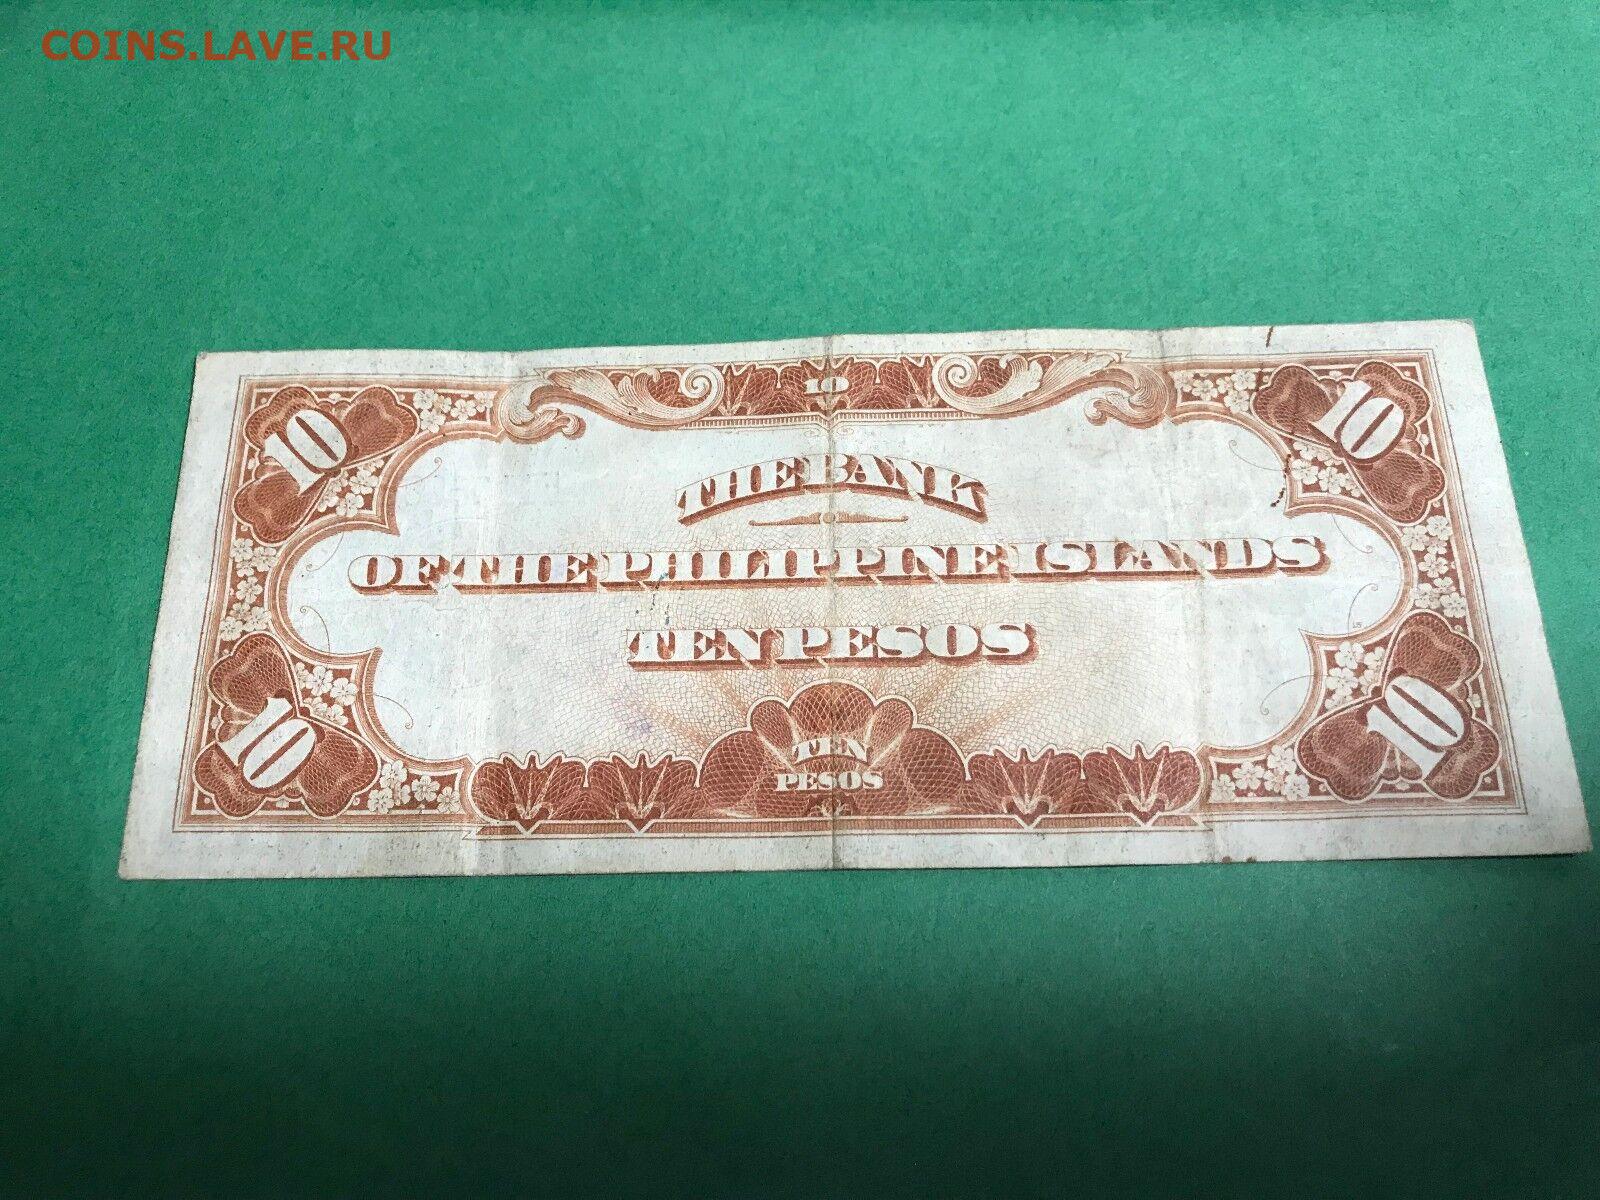 COINS.LAVE.RU
10
10
10
THE BANK
OF THE PHILIPPINE ISLANDS
TEN PESOS
10
TEN
PESOS
10